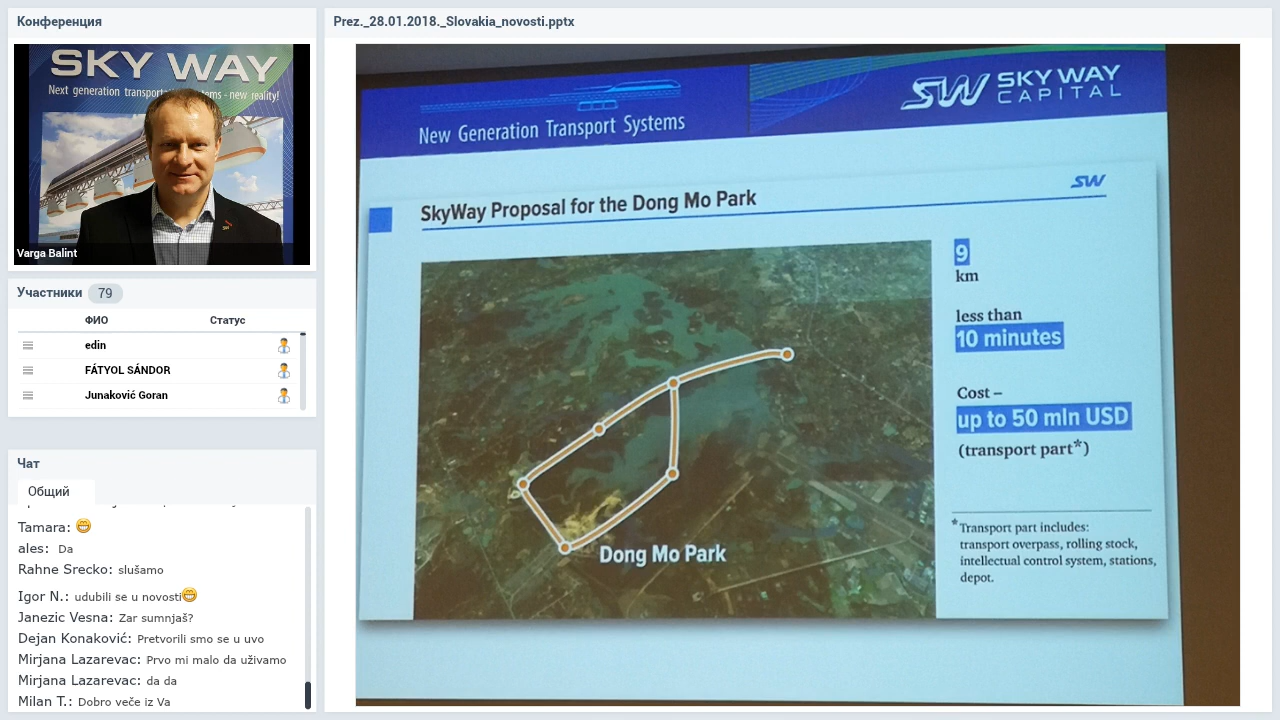 Конференция
SKY WAY
Next generation transportat
tems - new reality!
Varga Balint
Участники 79
ФИО Статус
edin
FÁTYOL SÁNDOR
Junaković Goran
Чат
Общий
Tamara:
ales: Da
Rahne Srecko: slušamo
Igor N.: udubili se u novosti
Janezic Vesna: Zar sumnjaš?
Dejan Konaković: Pretvorili smo se u uvo
Mirjana Lazarevac: Prvo mi malo da uživamo
Mirjana Lazarevac: da da
Milan T.: Dobro veče iz Va
Prez._28.01.2018._Slovakia_novosti.pptx
New Generation Transport Systems
SW SKY WAY
CAPITAL
SW
SkyWay Proposal for the Dong Mo Park
9
km
less than
10 minutes
Cost –
up to 50 mln USD
(transport part*)
Dong Mo Park
* Transport part includes:
transport overpass, rolling stock,
intellectual control system, stations,
depot.